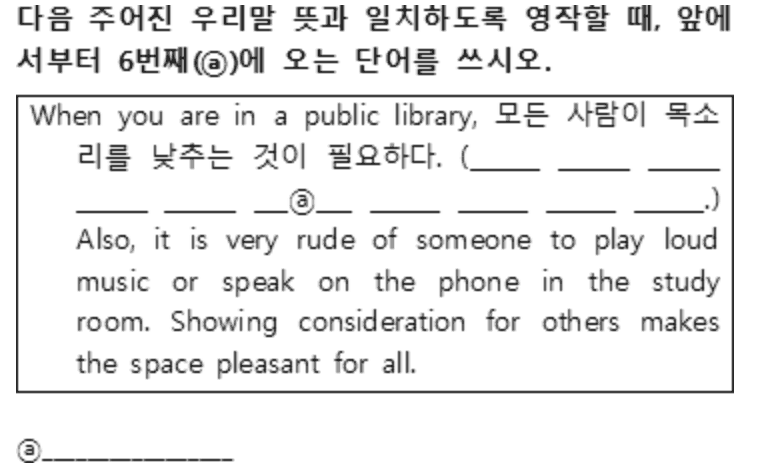 다음 주어진 우리말 뜻과 일치하도록 영작할 때, 앞에
서부터 6번째(ⓐ)에 오는 단어를 쓰시오.
When you are in a public library, 모든 사람이 목소
리를 낮추는 것이 필요하다. (_____ _____ _____
_____ _____ __ⓐ__ _____ _____ _____ _____.)
Also, it is very rude of someone to play loud
music or speak on the phone in the study
room. Showing consideration for others makes
the space pleasant for all.
ⓐ______________